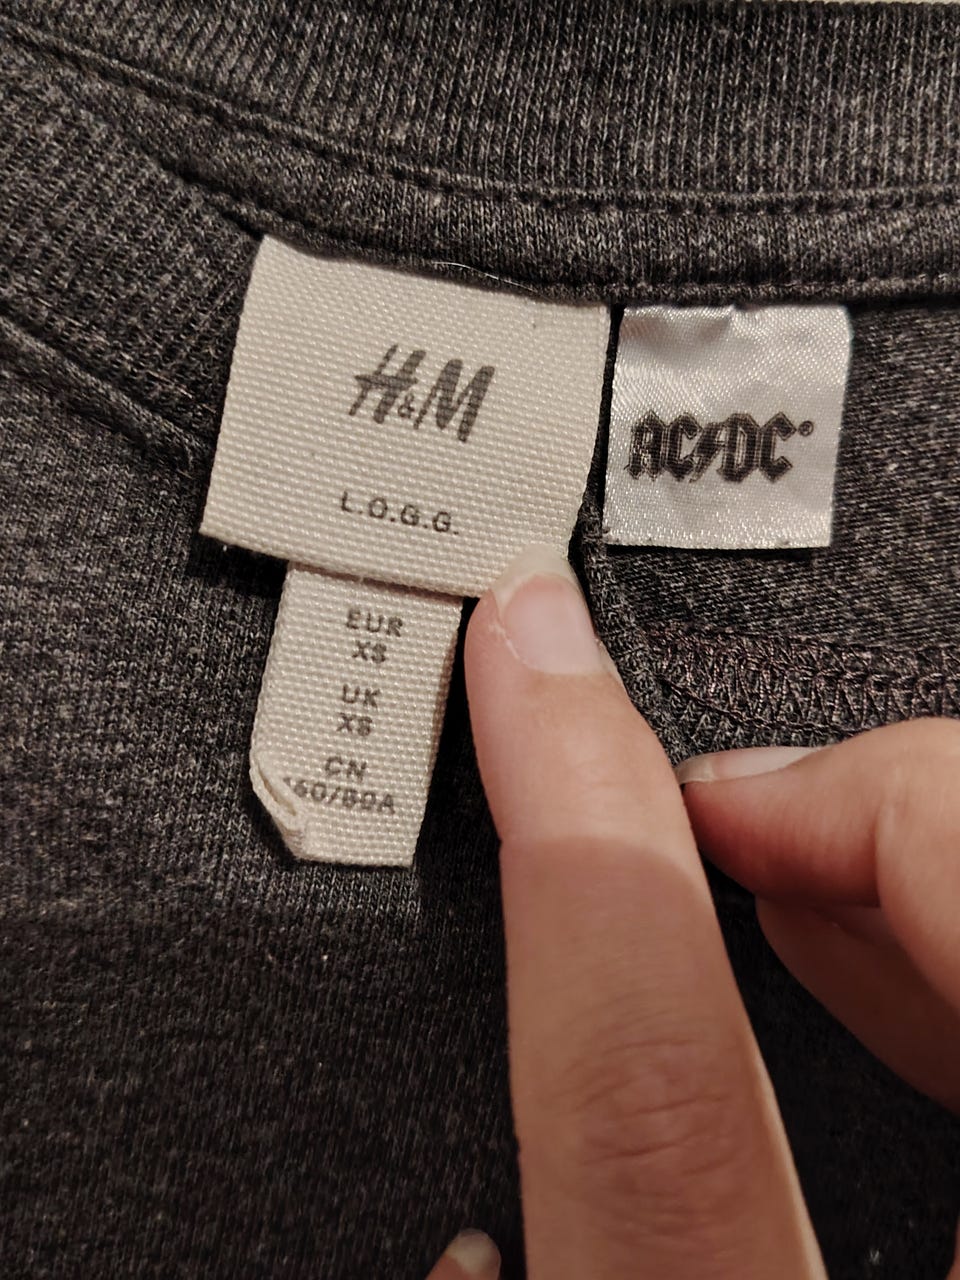 H&M
L.O.G.G.
AC⚡DC®
EUR
XS
UK
XS
CN